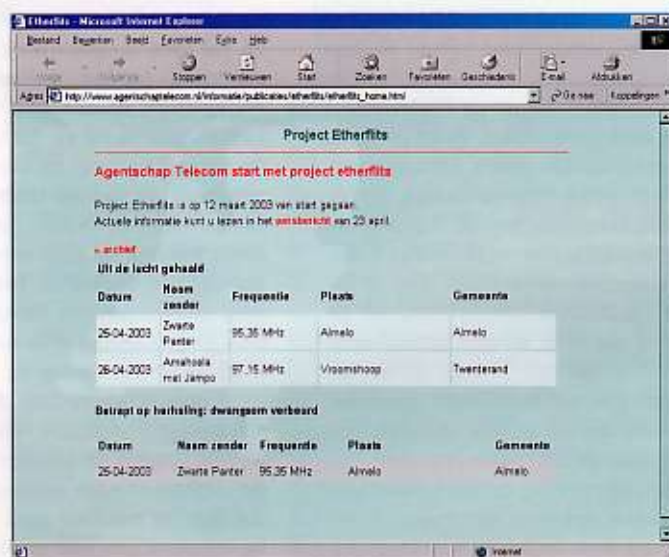 Etherflits - Microsoft Internet Explorer
Bestand Bewerken Beeld Favorieten Extra Help
Vorige Volgende Stoppen Vernieuwen Start Zoeken Favorieten Geschiedenis E-mail Afdrukken
Adres http://www.agentschaptelecom.nl/informatie/publicaties/etherflits/etherflits_home.html Ga naar Koppelingen »
Project Etherflits
Agentschap Telecom start met project etherflits
Project Etherflits is op 12 maart 2003 van start gegaan.
Actuele informatie kunt u lezen in het persbericht van 23 april.
» archief
Uit de lucht gehaald
Datum Naam zender Frequentie Plaats Gemeente
25-04-2003 Zwarte Panter 95,35 MHz Almelo Almelo
26-04-2003 Amahoela met Jampo 97,15 MHz Vroomshoop Twenterand
Betrapt op herhaling: dwangsom verbeurd
Datum Naam zender Frequentie Plaats Gemeente
25-04-2003 Zwarte Panter 95,35 MHz Almelo Almelo
Internet